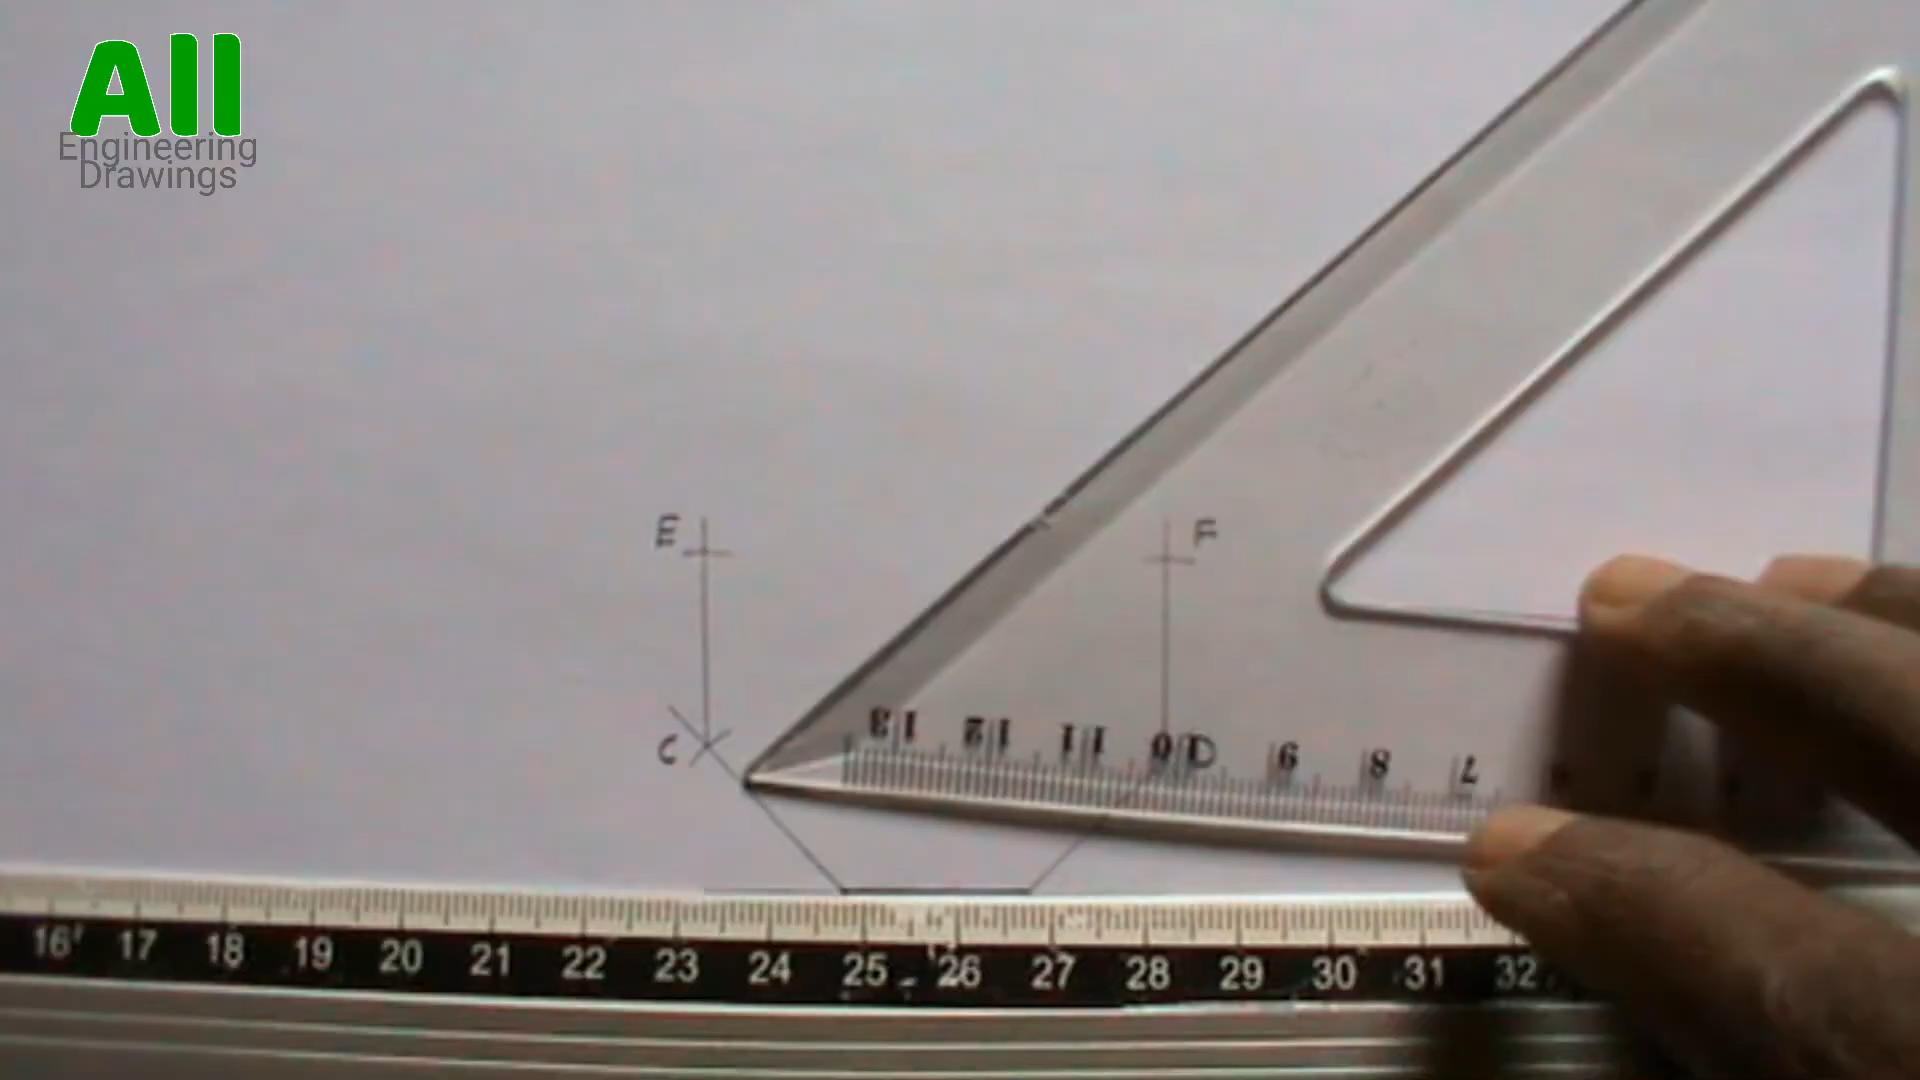 All
Engineering
Drawings
E
F
C
13 12 11 10 9 8 7
16 17 18 19 20 21 22 23 24 25 26 27 28 29 30 31 32